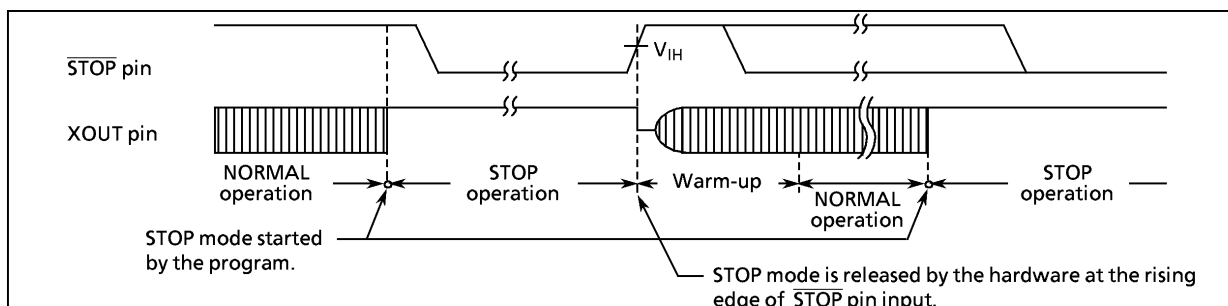 STOP pin
VIH
XOUT pin
NORMAL
operation
STOP
operation
Warm-up
NORMAL
operation
STOP
operation
STOP mode started
by the program.
STOP mode is released by the hardware at the rising
edge of STOP pin input.